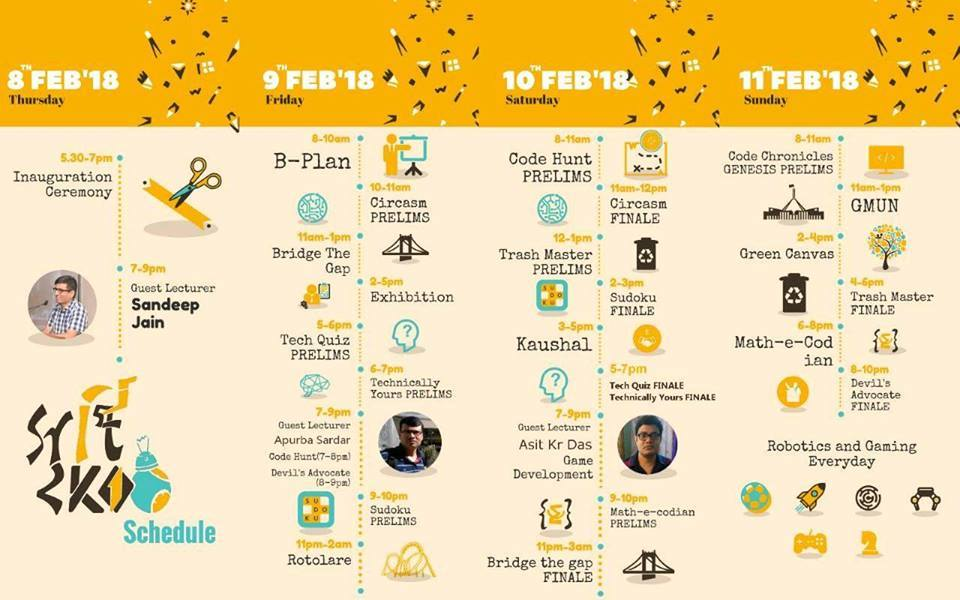 8TH FEB'18
Thursday
5.30-7pm
Inauguration
Ceremony
7-9pm
Guest Lecturer
Sandeep
Jain
Schedule
9TH FEB'18
Friday
8-10am
B-Plan
10-11am
Circasm
PRELIMS
11am-1pm
Bridge The
Gap
2-5pm
Exhibition
5-6pm
Tech Quiz
PRELIMS
6-7pm
Technically
Yours PRELIMS
7-9pm
Guest Lecturer
Apurba Sardar
Code Hunt(7-8pm)
Devil's Advocate
(8-9pm)
SU
DO
KU
9-10pm
Sudoku
PRELIMS
11pm-2am
Rotolare
10TH FEB'18
Saturday
8-11am
Code Hunt
PRELIMS
11am-12pm
Circasm
FINALE
12-1pm
Trash Master
PRELIMS
SU
DO
KU
2-3pm
Sudoku
FINALE
3-5pm
Kaushal
5-7pm
Tech Quiz FINALE
Technically Yours FINALE
7-9pm
Guest Lecturer
Asit Kr Das
Game
Development
9-10pm
Math-e-codian
PRELIMS
11pm-3am
Bridge the gap
FINALE
11TH FEB'18
Sunday
8-11am
Code Chronicles
GENESIS PRELIMS
11am-1pm
GMUN
2-4pm
Green Canvas
4-6pm
Trash Master
FINALE
6-8pm
Math-e-Cod
ian
8-10pm
Devil's
Advocate
FINALE
Robotics and Gaming
Everyday